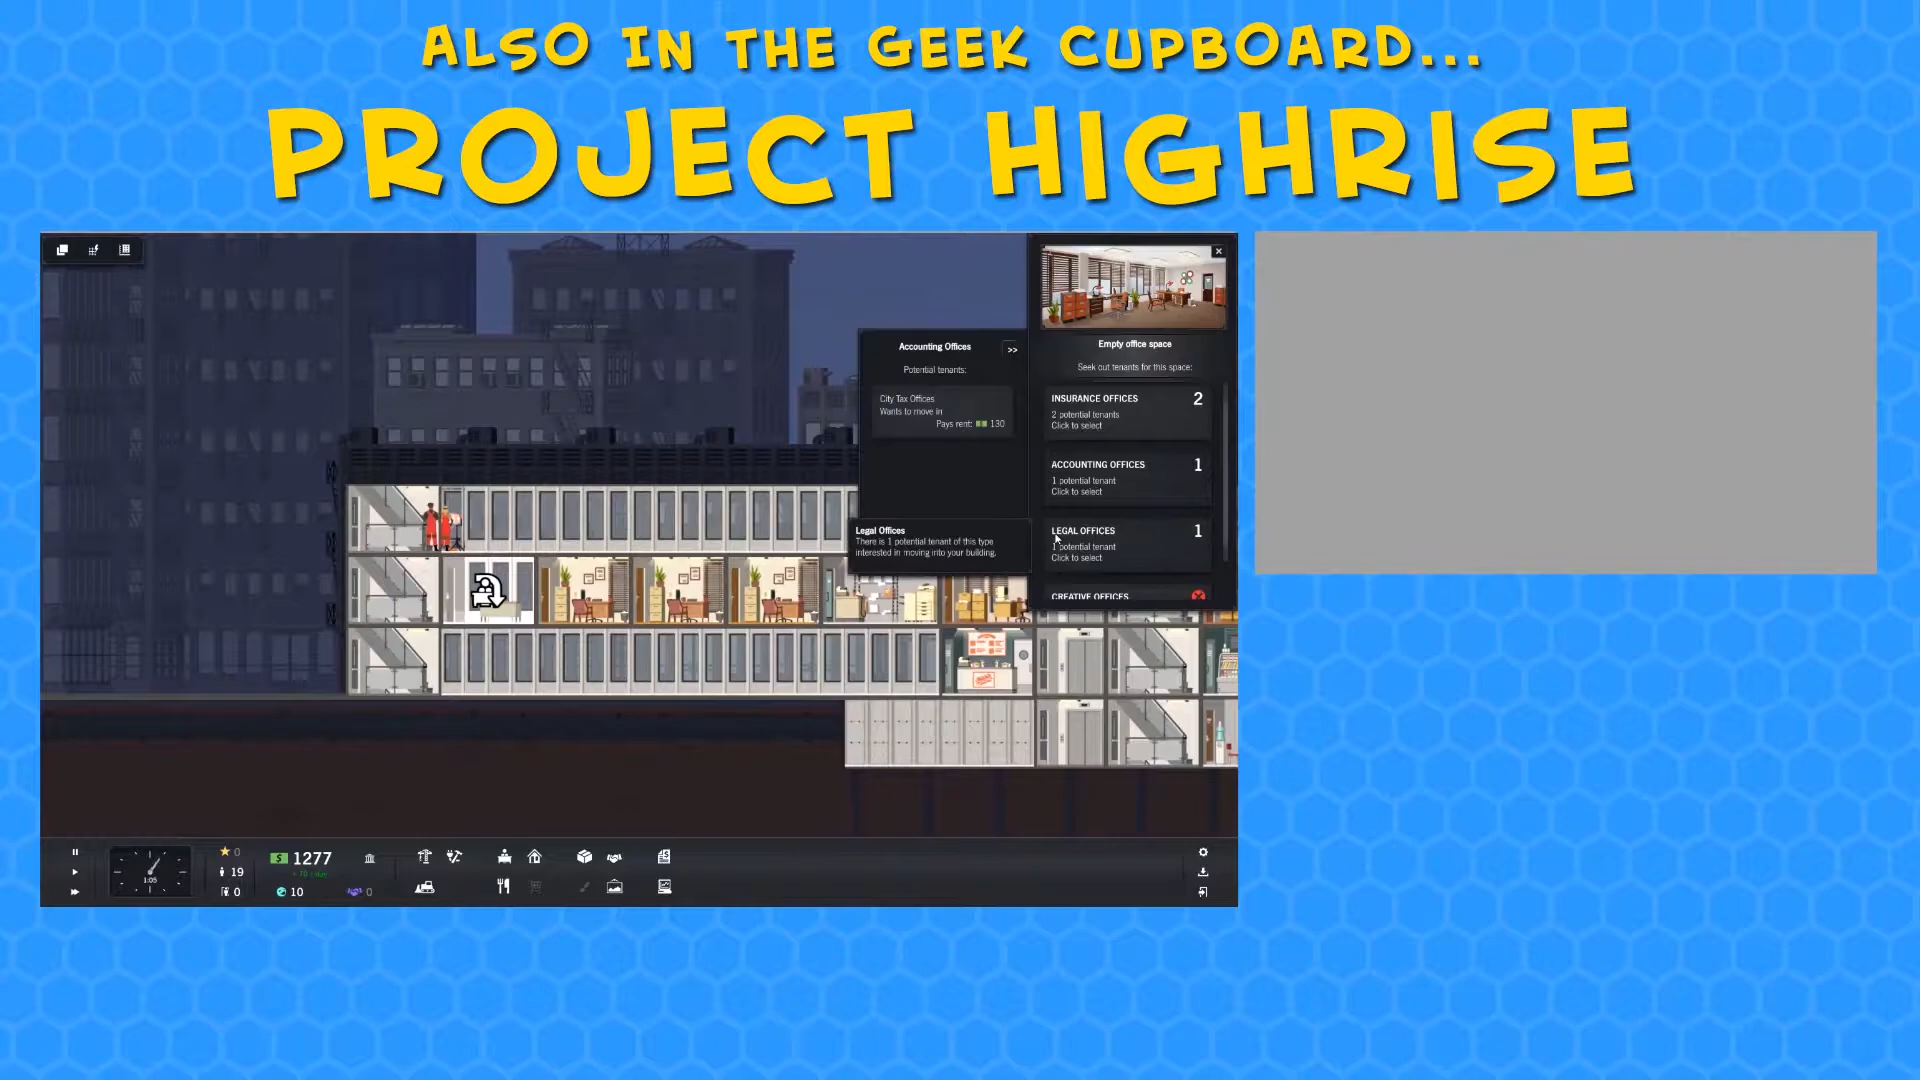 ALSO IN THE GEEK CUPBOARD...
PROJECT HIGHRISE
Accounting Offices
>>
Potential tenants:
City Tax Offices
Wants to move in
Pays rent: 130
Legal Offices
There is 1 potential tenant of this type
interested in moving into your building.
Empty office space
Seek out tenants for this space:
INSURANCE OFFICES 2
2 potential tenants
Click to select
ACCOUNTING OFFICES 1
1 potential tenant
Click to select
LEGAL OFFICES 1
1 potential tenant
Click to select
CREATIVE OFFICES
1:05
0
19
0
1277
10
0